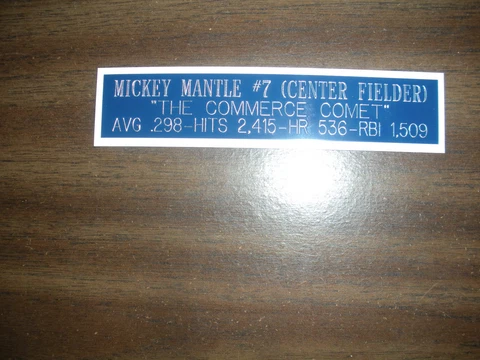 MICKEY MANTLE #7 (CENTER FIELDER)
"THE COMMERCE COMET"
AVG .298-HITS 2,415-HR 536-RBI 1,509